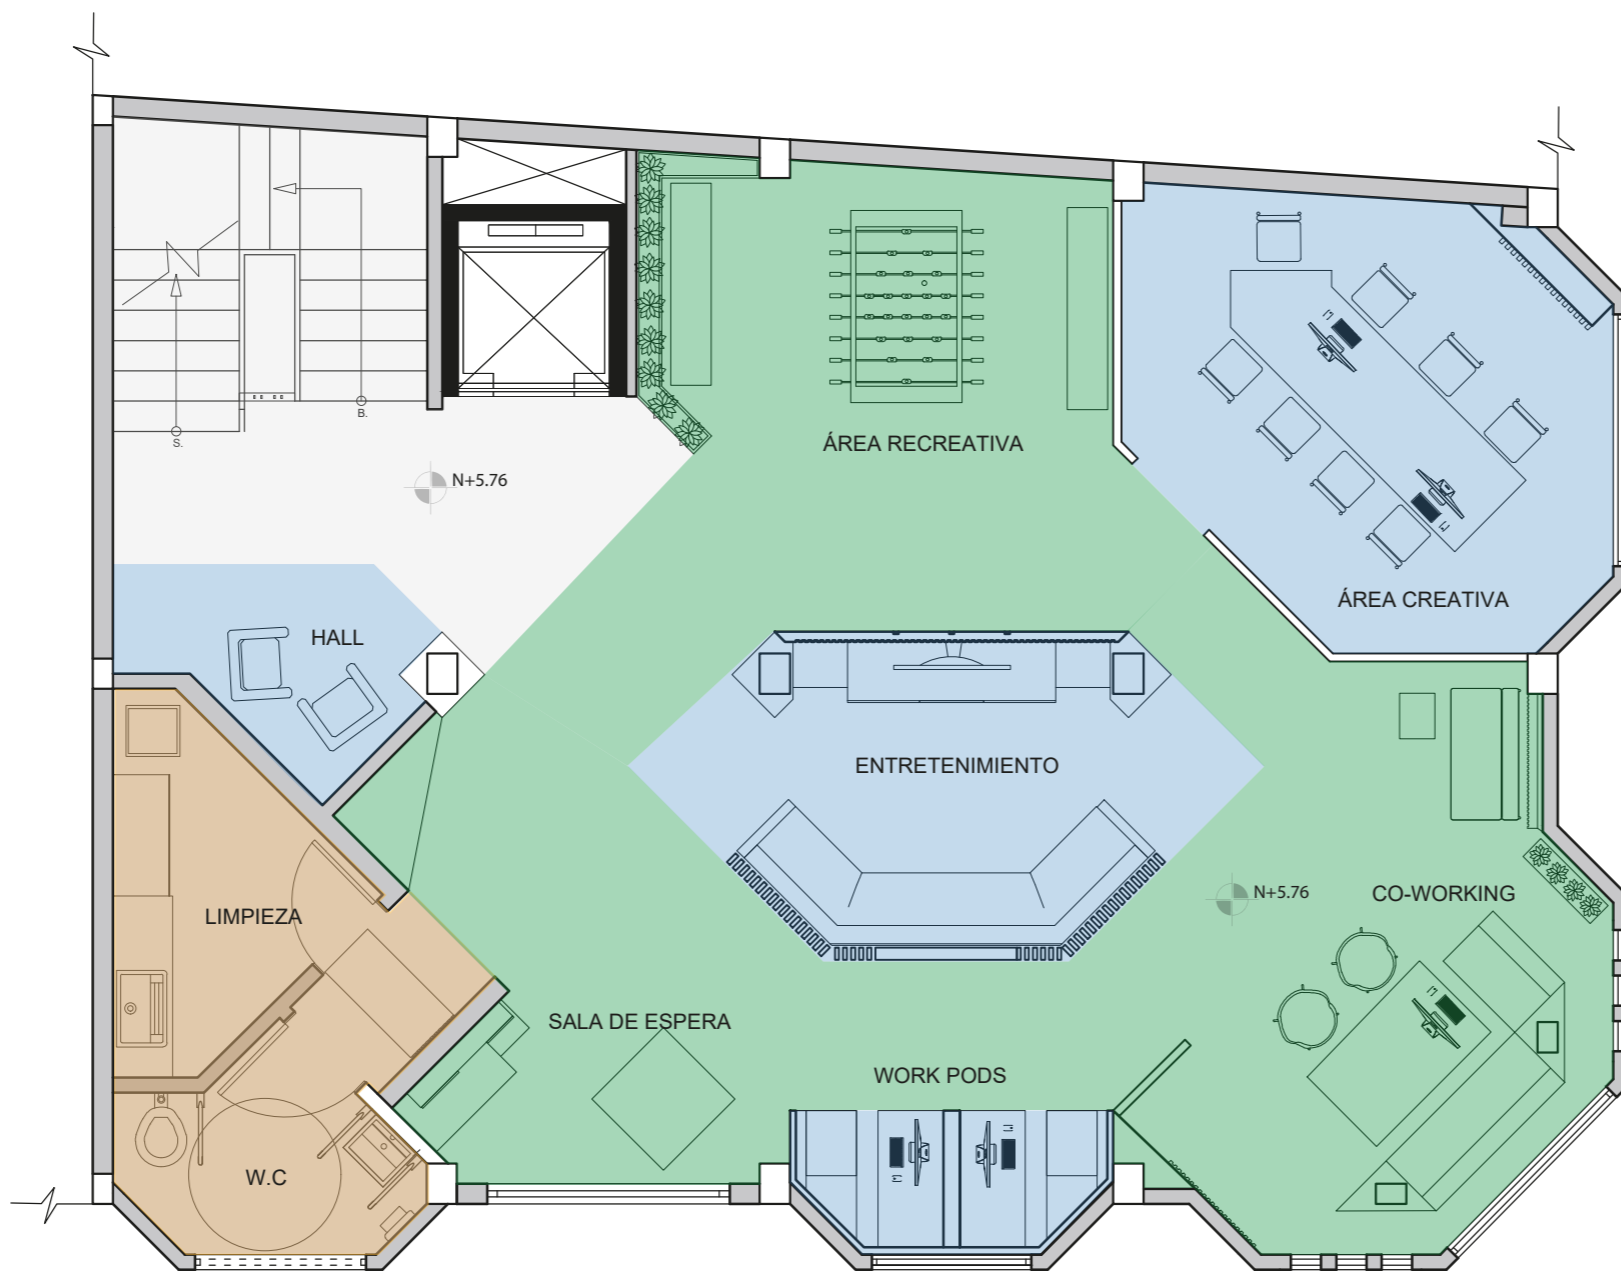 S.
B.
N+5.76
ÁREA RECREATIVA
ÁREA CREATIVA
HALL
ENTRETENIMIENTO
N+5.76
CO-WORKING
LIMPIEZA
SALA DE ESPERA
WORK PODS
W.C